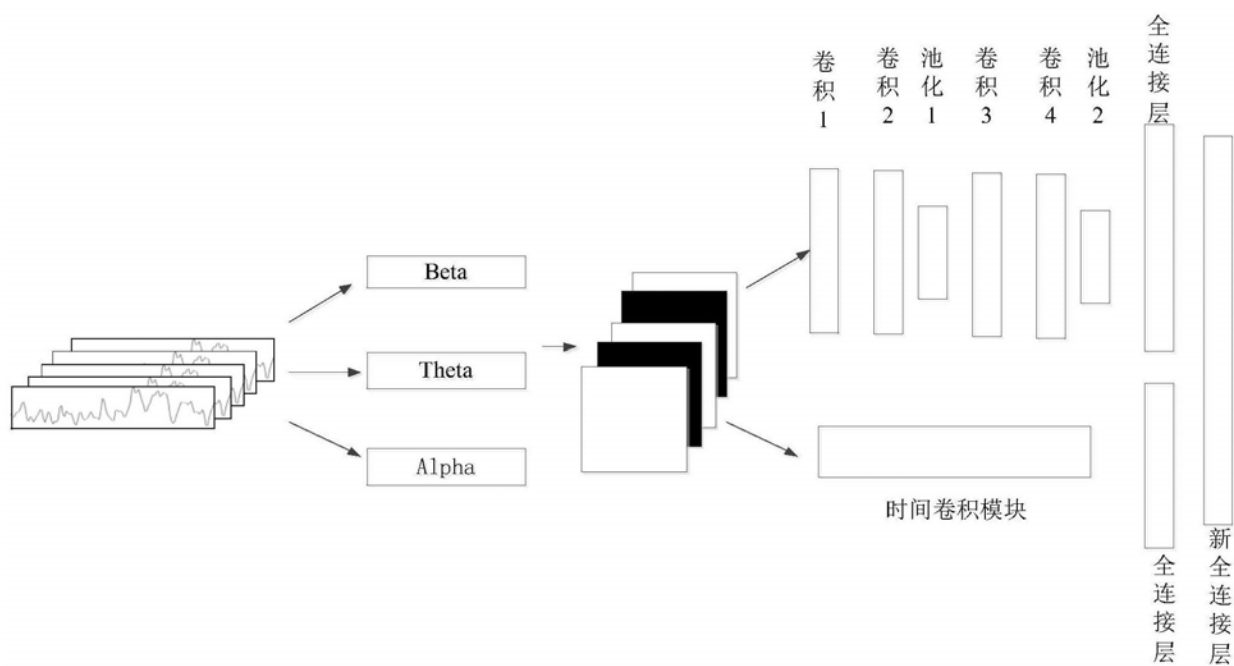 卷积1
卷积2
池化1
卷积3
卷积4
池化2
全连接层
Beta
Theta
Alpha
时间卷积模块
全连接层
新全连接层